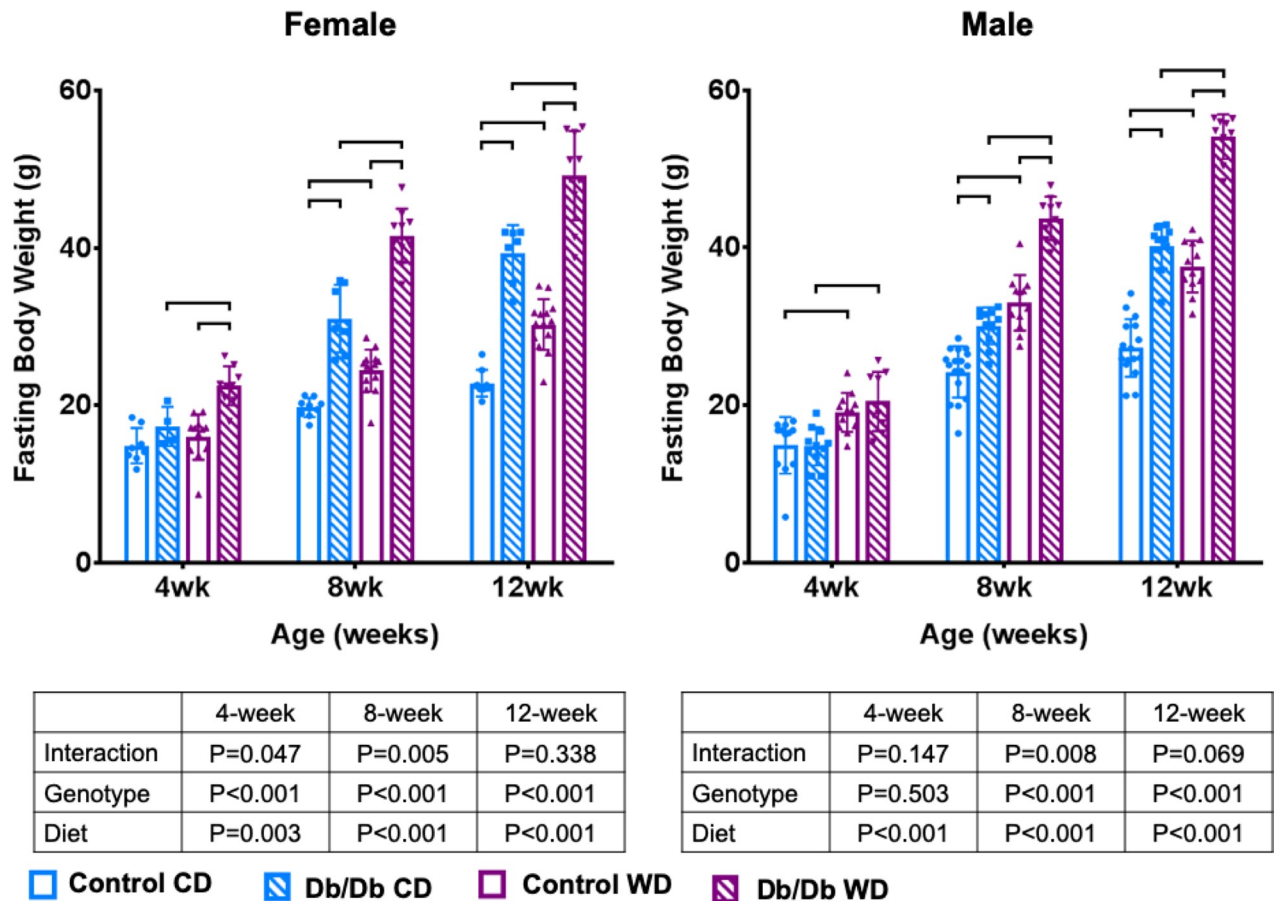 Female
Male
Fasting Body Weight (g)
60
40
20
0
4wk
8wk
12wk
Age (weeks)
Fasting Body Weight (g)
60
40
20
0
4wk
8wk
12wk
Age (weeks)
4-week 8-week 12-week
Interaction P=0.047 P=0.005 P=0.338
Genotype P<0.001 P<0.001 P<0.001
Diet P=0.003 P<0.001 P<0.001
4-week 8-week 12-week
Interaction P=0.147 P=0.008 P=0.069
Genotype P=0.503 P<0.001 P<0.001
Diet P<0.001 P<0.001 P<0.001
Control CD Db/Db CD Control WD Db/Db WD